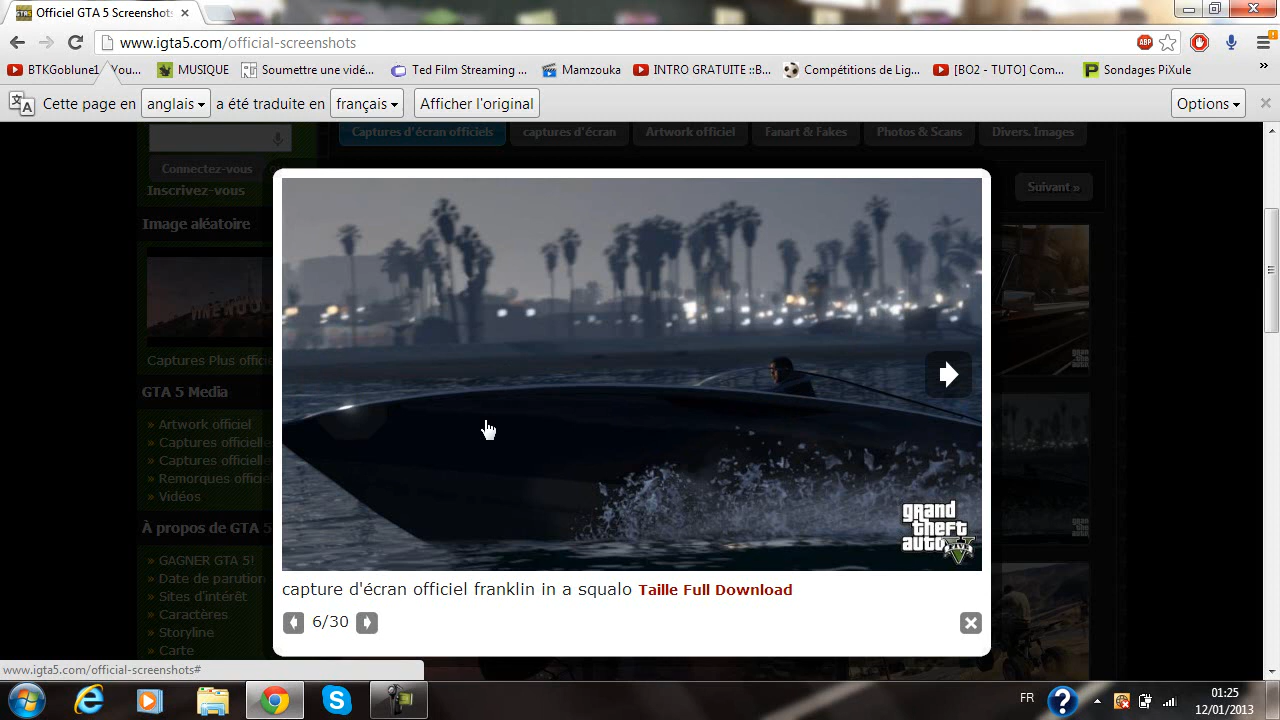 Officiel GTA 5 Screenshots
www.igta5.com/official-screenshots
ABP
BTKGoblune1 - You...
MUSIQUE
Soumettre une vidé...
Ted Film Streaming ...
Mamzouka
INTRO GRATUITE ::B...
Compétitions de Lig...
[BO2 - TUTO] Com...
Sondages PiXule
»
Cette page en
anglais
a été traduite en
français
Afficher l'original
Options
Captures d'écran officiels
captures d'écran
Artwork officiel
Fanart & Fakes
Photos & Scans
Divers. Images
Connectez-vous
Inscrivez-vous
Suivant »
Image aléatoire
VINEWOOD
Captures Plus offici
GTA 5 Media
» Artwork officiel
» Captures officielle
» Captures officielle
» Remorques officie
» Vidéos
À propos de GTA 5
» GAGNER GTA 5!
» Date de parution
» Sites d'intérêt
» Caractères
» Storyline
» Carte
grand
theft
auto V
capture d'écran officiel franklin in a squalo Taille Full Download
6/30
www.igta5.com/official-screenshots#
FR
01:25
12/01/2013